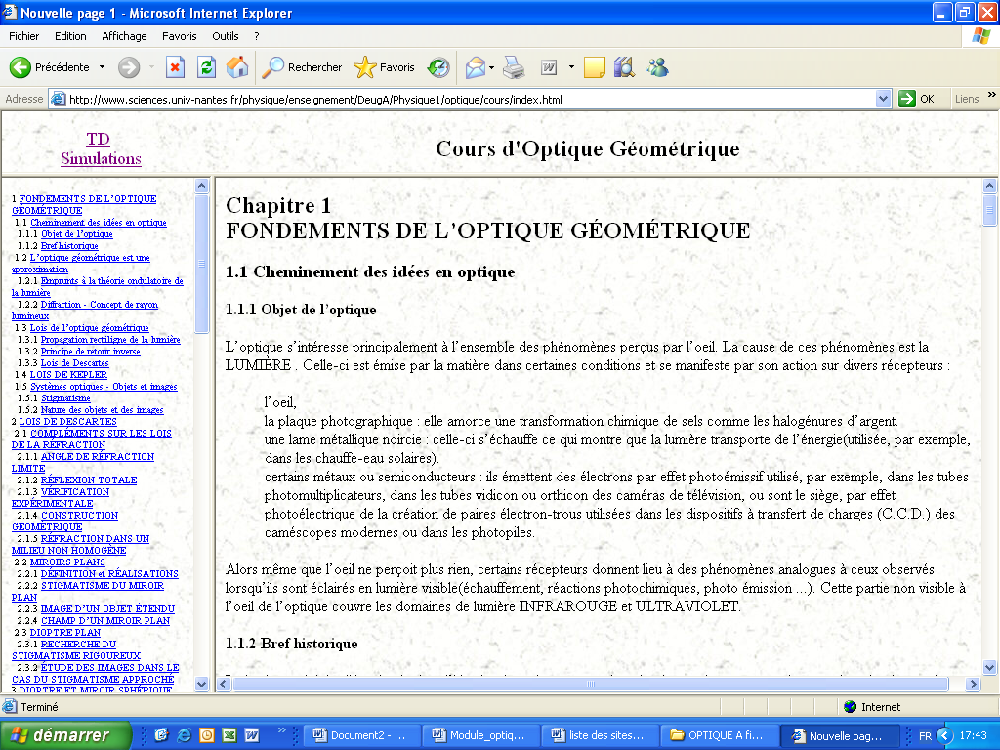 Nouvelle page 1 - Microsoft Internet Explorer
Fichier Edition Affichage Favoris Outils ?
Précédente Rechercher Favoris
Adresse http://www.sciences.univ-nantes.fr/physique/enseignement/DeugA/Physique1/optique/cours/index.html OK Liens »
TD
Simulations
Cours d'Optique Géométrique
1 FONDEMENTS DE L'OPTIQUE
GÉOMÉTRIQUE
1.1 Cheminement des idées en optique
1.1.1 Objet de l'optique
1.1.2 Bref historique
1.2 L'optique géométrique est une
approximation
1.2.1 Emprunts à la théorie ondulatoire de
la lumière
1.2.2 Diffraction - Concept de rayon
lumineux
1.3 Lois de l'optique géométrique
1.3.1 Propagation rectiligne de la lumière
1.3.2 Principe de retour inverse
1.3.3 Lois de Descartes
1.4 LOIS DE KEPLER
1.5 Systèmes optiques - Objets et images
1.5.1 Stigmatisme
1.5.2 Nature des objets et des images
2 LOIS DE DESCARTES
2.1 COMPLÉMENTS SUR LES LOIS
DE LA RÉFRACTION
2.1.1 ANGLE DE RÉFRACTION
LIMITE
2.1.2 RÉFLEXION TOTALE
2.1.3 VÉRIFICATION
EXPÉRIMENTALE
2.1.4 CONSTRUCTION
GÉOMÉTRIQUE
2.1.5 RÉFRACTION DANS UN
MILIEU NON HOMOGÈNE
2.2 MIROIRS PLANS
2.2.1 DÉFINITION et RÉALISATIONS
2.2.2 STIGMATISME DU MIROIR
PLAN
2.2.3 IMAGE D'UN OBJET ÉTENDU
2.2.4 CHAMP D'UN MIROIR PLAN
2.3 DIOPTRE PLAN
2.3.1 RECHERCHE DU
STIGMATISME RIGOUREUX
2.3.2 ÉTUDE DES IMAGES DANS LE
CAS DU STIGMATISME APPROCHÉ
3 DIOPTRE ET MIROIR SPHÉRIQUE
Chapitre 1
FONDEMENTS DE L'OPTIQUE GÉOMÉTRIQUE
1.1 Cheminement des idées en optique
1.1.1 Objet de l'optique
L'optique s'intéresse principalement à l'ensemble des phénomènes perçus par l'oeil. La cause de ces phénomènes est la
LUMIÈRE . Celle-ci est émise par la matière dans certaines conditions et se manifeste par son action sur divers récepteurs :
l'oeil,
la plaque photographique : elle amorce une transformation chimique de sels comme les halogénures d'argent.
une lame métallique noircie : celle-ci s'échauffe ce qui montre que la lumière transporte de l'énergie(utilisée, par exemple,
dans les chauffe-eau solaires).
certains métaux ou semiconducteurs : ils émettent des électrons par effet photoémissif utilisé, par exemple, dans les tubes
photomultiplicateurs, dans les tubes vidicon ou orthicon des caméras de télévision, ou sont le siège, par effet
photoélectrique de la création de paires électron-trous utilisées dans les dispositifs à transfert de charges (C.C.D.) des
caméscopes modernes ou dans les photopiles.
Alors même que l'oeil ne perçoit plus rien, certains récepteurs donnent lieu à des phénomènes analogues à ceux observés
lorsqu'ils sont éclairés en lumière visible(échauffement, réactions photochimiques, photo émission ...). Cette partie non visible à
l'oeil de l'optique couvre les domaines de lumière INFRAROUGE et ULTRAVIOLET.
1.1.2 Bref historique
Terminé Internet
démarrer » Document2 - ... Module_optiq... liste des sites... OPTIQUE A fi... Nouvelle pag... FR 17:43